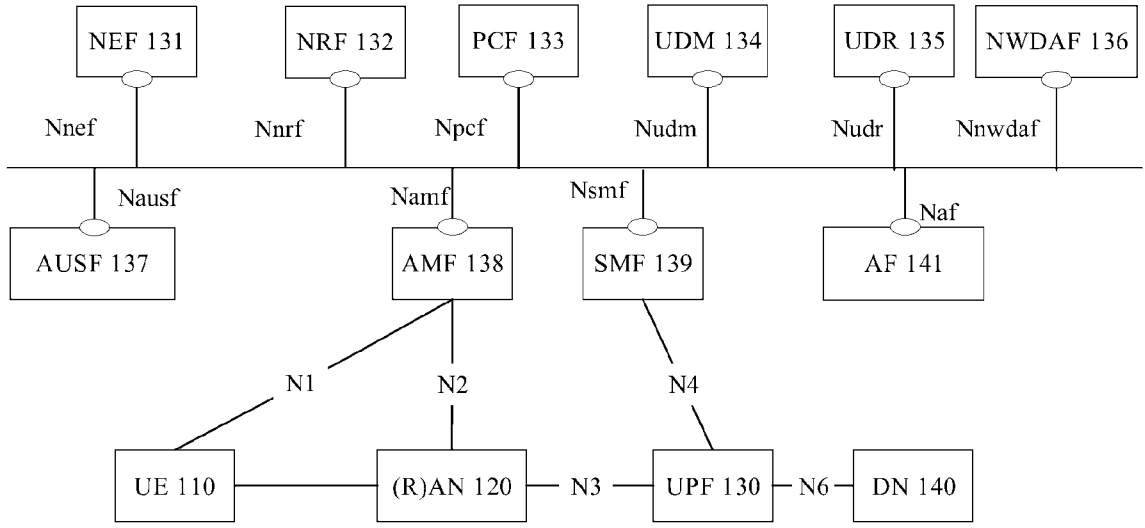 NEF 131
NRF 132
PCF 133
UDM 134
UDR 135
NWDAF 136
Nnef
Nnrf
Npcf
Nudm
Nudr
Nnwdaf
Nausf
Namf
Nsmf
Naf
AUSF 137
AMF 138
SMF 139
AF 141
N1
N2
N4
UE 110
(R)AN 120
N3
UPF 130
N6
DN 140